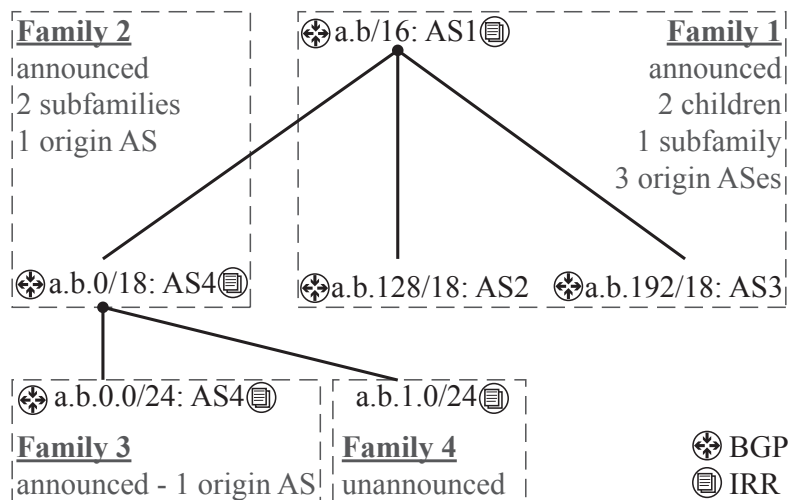 Family 2
announced
2 subfamilies
1 origin AS
a.b/16: AS1
Family 1
announced
2 children
1 subfamily
3 origin ASes
a.b.0/18: AS4
a.b.128/18: AS2
a.b.192/18: AS3
a.b.0.0/24: AS4
Family 3
announced - 1 origin AS
a.b.1.0/24
Family 4
unannounced
BGP
IRR